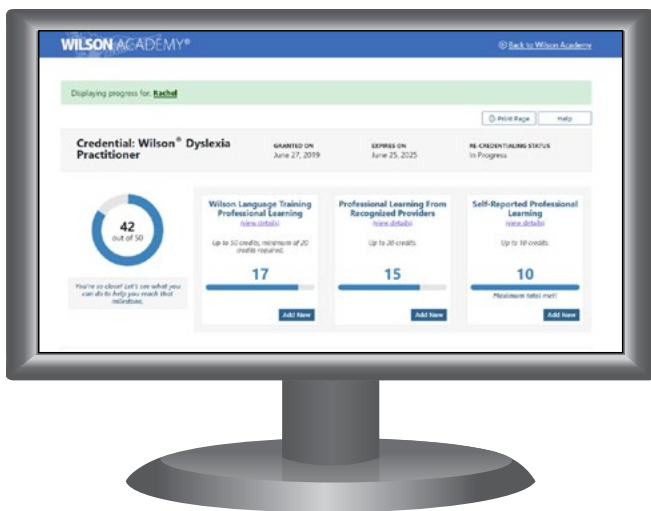 WILSON ACADEMY®
Back to Wilson Academy
Displaying progress for: Rachel
Print Page
Help
Credential: Wilson® Dyslexia
Practitioner
GRANTED ON
June 27, 2019
EXPIRES ON
June 25, 2025
RE-CREDENTIALING STATUS
In Progress
42
out of 50
You're so close! Let's see what you
can do to help you reach that
milestone.
Wilson Language Training
Professional Learning
(view details)
Up to 50 credits, minimum of 20
credits required.
17
Add New
Professional Learning From
Recognized Providers
(view details)
Up to 20 credits.
15
Add New
Self-Reported Professional
Learning
(view details)
Up to 10 credits.
10
Maximum total met!
Add New